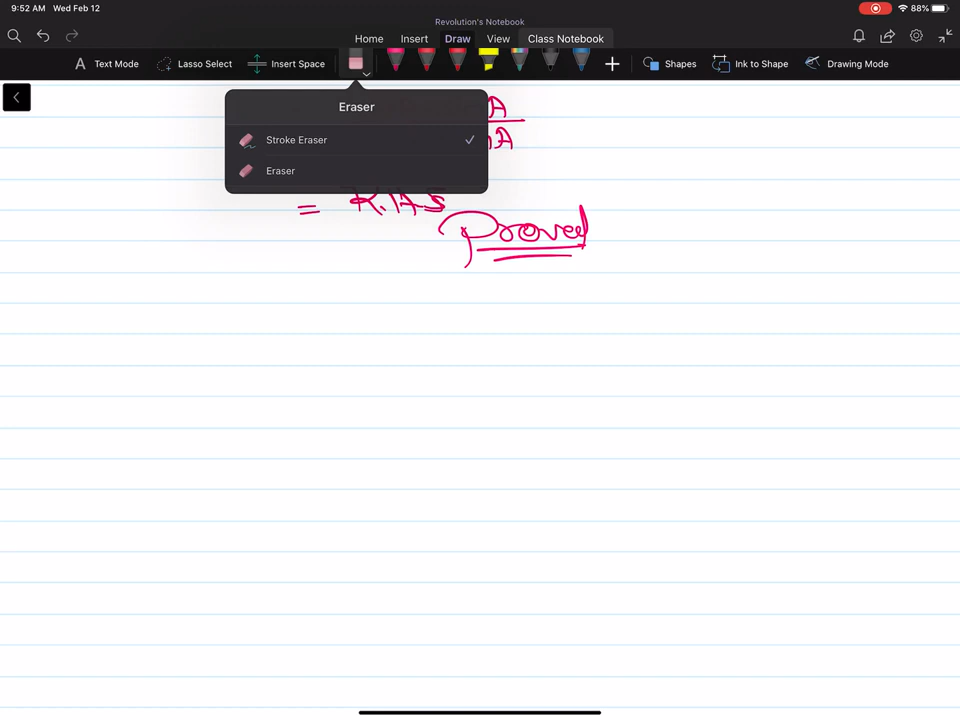 9:52 AM Wed Feb 12
88%
Revolution's Notebook
Home Insert Draw View Class Notebook
A Text Mode Lasso Select Insert Space Shapes Ink to Shape Drawing Mode
Eraser
Stroke Eraser
Eraser
A
A
= R.H.S
Proved